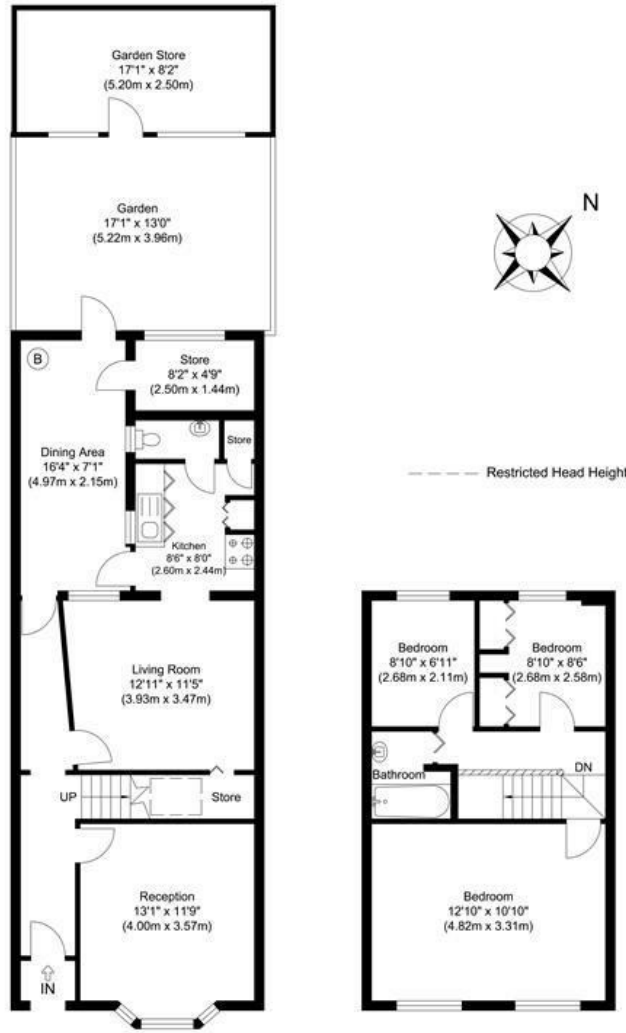 Garden Store
17'1" x 8'2"
(5.20m x 2.50m)
Garden
17'1" x 13'0"
(5.22m x 3.96m)
N
B
Store
8'2" x 4'9"
(2.50m x 1.44m)
Dining Area
16'4" x 7'1"
(4.97m x 2.15m)
Store
Restricted Head Height
Kitchen
8'6" x 8'0"
(2.60m x 2.44m)
Living Room
12'11" x 11'5"
(3.93m x 3.47m)
UP
Store
Reception
13'1" x 11'9"
(4.00m x 3.57m)
IN
Bedroom
8'10" x 6'11"
(2.68m x 2.11m)
Bedroom
8'10" x 8'6"
(2.68m x 2.58m)
Bathroom
DN
Bedroom
12'10" x 10'10"
(4.82m x 3.31m)